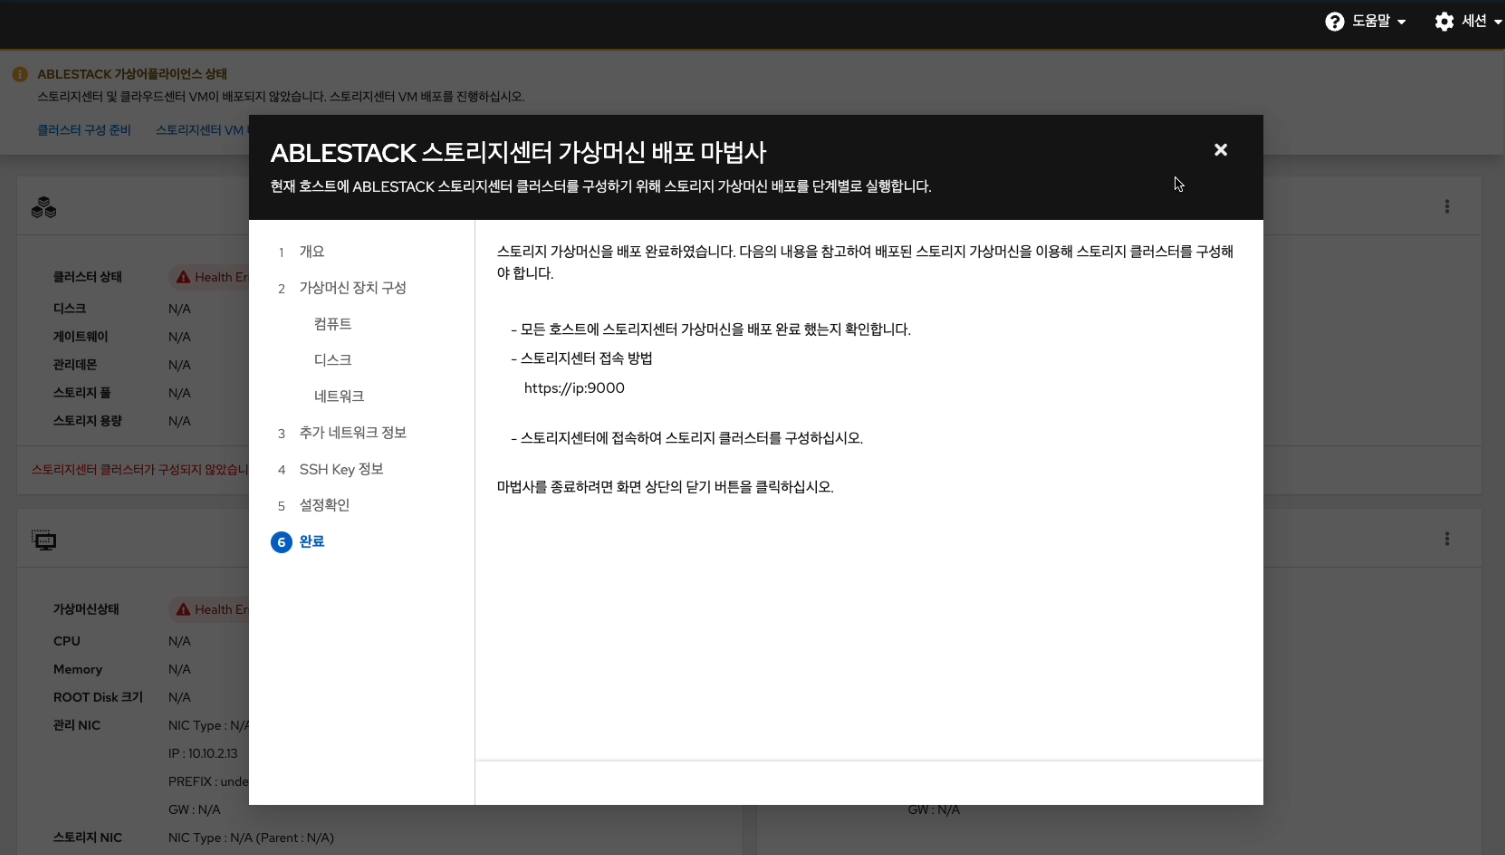 도움말
세션
ABLESTACK 가상어플라이언스 상태
스토리지센터 및 클라우드센터 VM이 배포되지 않았습니다. 스토리지센터 VM 배포를 진행하십시오.
클러스터 구성 준비
스토리지센터 VM
ABLESTACK 스토리지센터 가상머신 배포 마법사
현재 호스트에 ABLESTACK 스토리지센터 클러스터를 구성하기 위해 스토리지 가상머신 배포를 단계별로 실행합니다.
1 개요
2 가상머신 장치 구성
컴퓨트
디스크
네트워크
3 추가 네트워크 정보
4 SSH Key 정보
5 설정확인
6 완료
스토리지 가상머신을 배포 완료하였습니다. 다음의 내용을 참고하여 배포된 스토리지 가상머신을 이용해 스토리지 클러스터를 구성해
야 합니다.
- 모든 호스트에 스토리지센터 가상머신을 배포 완료 했는지 확인합니다.
- 스토리지센터 접속 방법
https://ip:9000
- 스토리지센터에 접속하여 스토리지 클러스터를 구성하십시오.
마법사를 종료하려면 화면 상단의 닫기 버튼을 클릭하십시오.
클러스터 상태 Health Er
디스크 N/A
게이트웨이 N/A
관리데몬 N/A
스토리지 풀 N/A
스토리지 용량 N/A
스토리지센터 클러스터가 구성되지 않았습니
가상머신상태 Health Er
CPU N/A
Memory N/A
ROOT Disk 크기 N/A
관리 NIC NIC Type : N/A
IP : 10.10.2.13
PREFIX : unde
GW : N/A
GW : N/A
스토리지 NIC NIC Type : N/A (Parent : N/A)